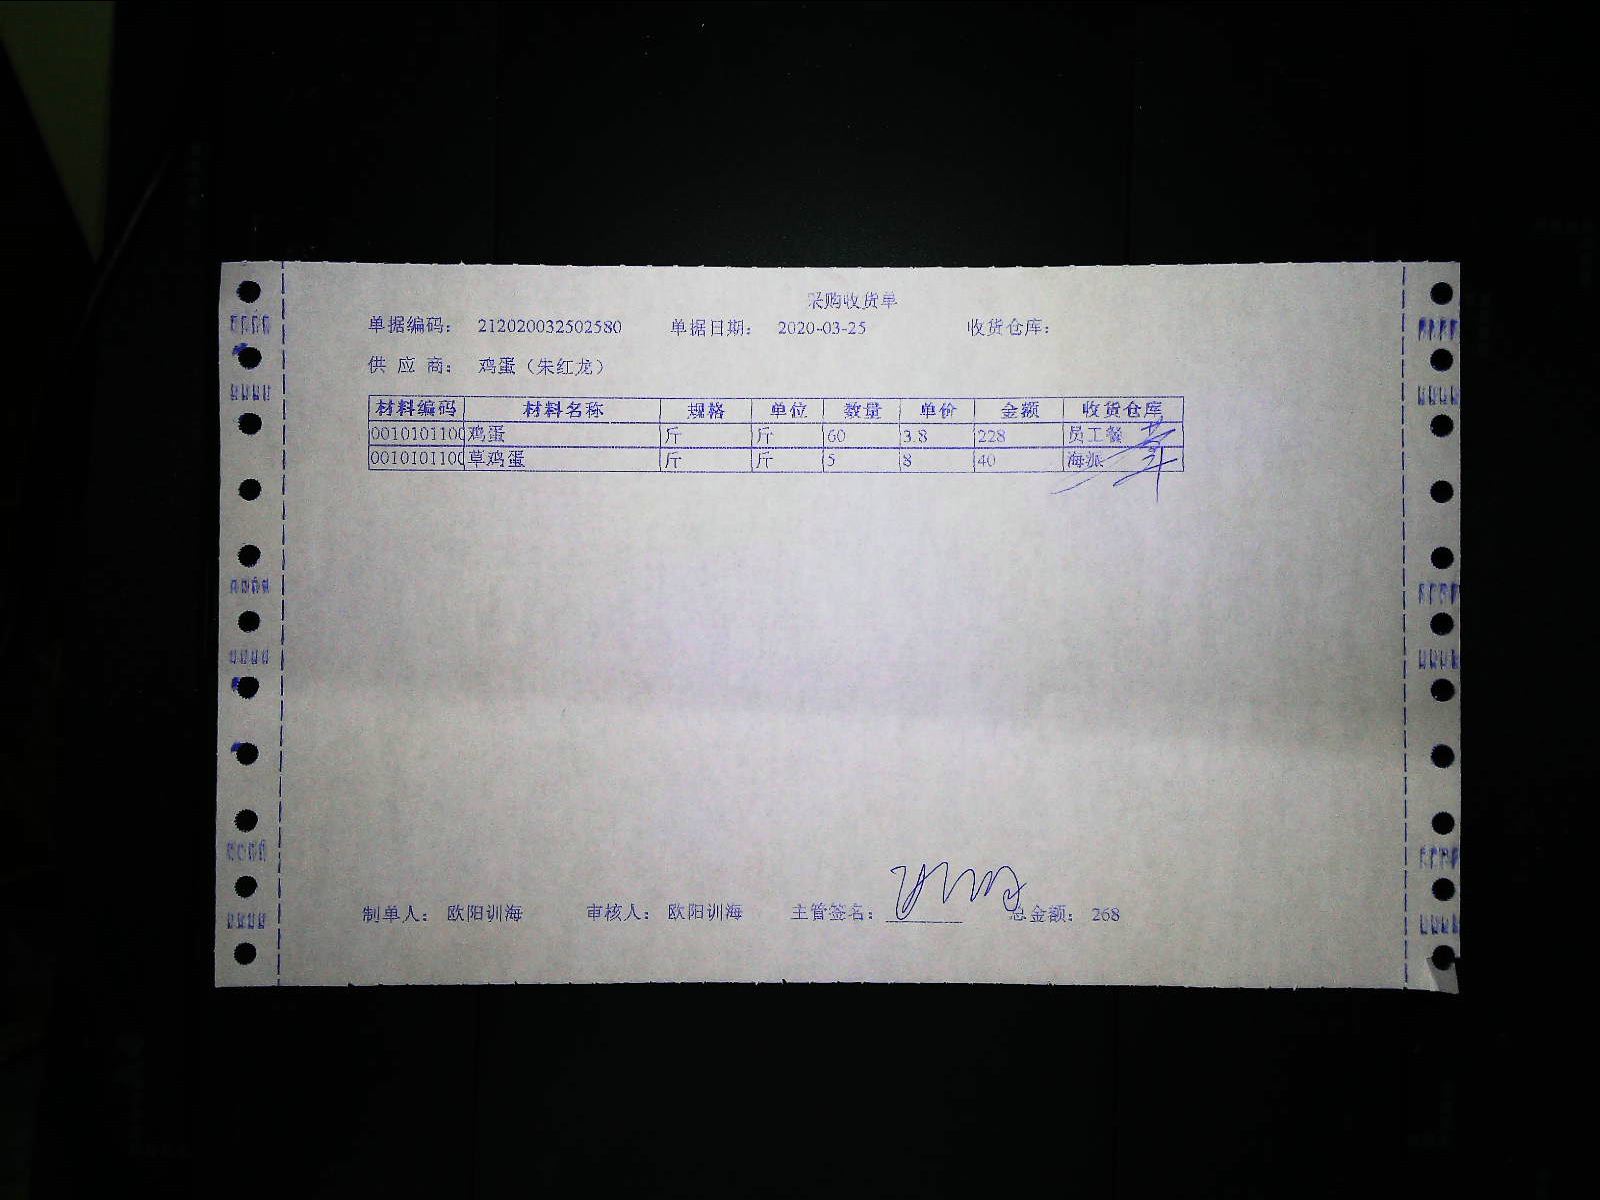 采购收货单
单据编码： 212020032502580 单据日期： 2020-03-25 收货仓库：
供 应 商： 鸡蛋（朱红龙）
材料编码 材料名称 规格 单位 数量 单价 金额 收货仓库
0010101100 鸡蛋 斤 斤 60 3.8 228 员工餐
0010101100 草鸡蛋 斤 斤 5 8 40 海派
制单人： 欧阳训海 审核人： 欧阳训海 主管签名： 总金额： 268